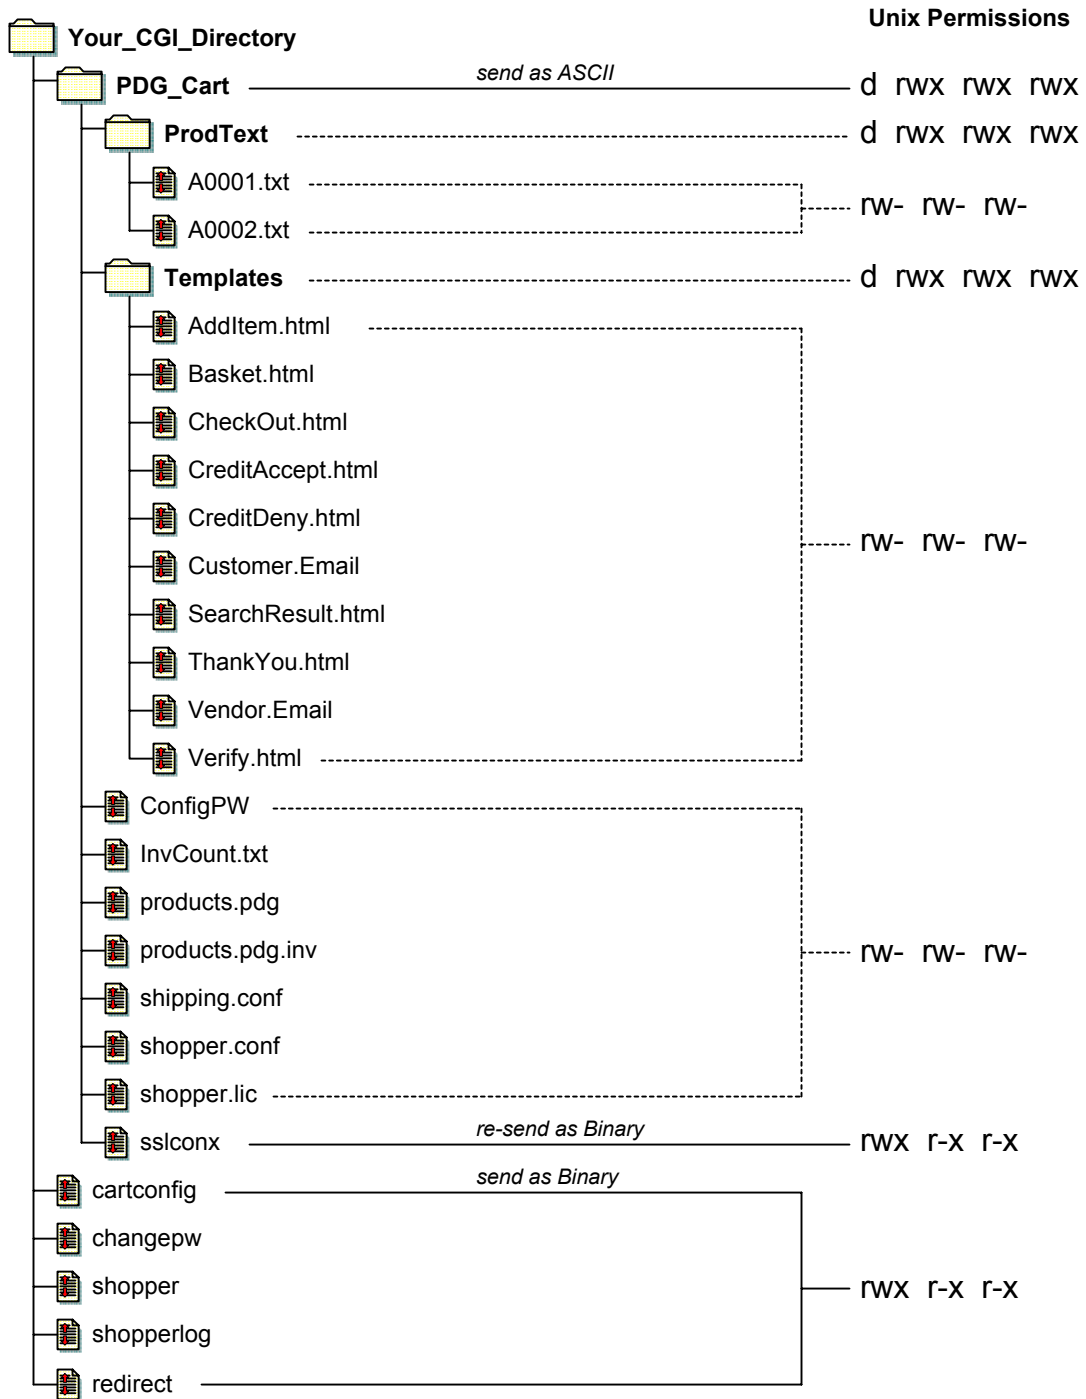 Unix Permissions
Your_CGI_Directory
PDG_Cart send as ASCII d rwx rwx rwx
ProdText d rwx rwx rwx
A0001.txt
rw- rw- rw-
A0002.txt
Templates d rwx rwx rwx
AddItem.html
Basket.html
CheckOut.html
CreditAccept.html
CreditDeny.html
rw- rw- rw-
Customer.Email
SearchResult.html
ThankYou.html
Vendor.Email
Verify.html
ConfigPW
InvCount.txt
products.pdg
products.pdg.inv rw- rw- rw-
shipping.conf
shopper.conf
shopper.lic
sslconx re-send as Binary rwx r-x r-x
cartconfig send as Binary
changepw
shopper rwx r-x r-x
shopperlog
redirect